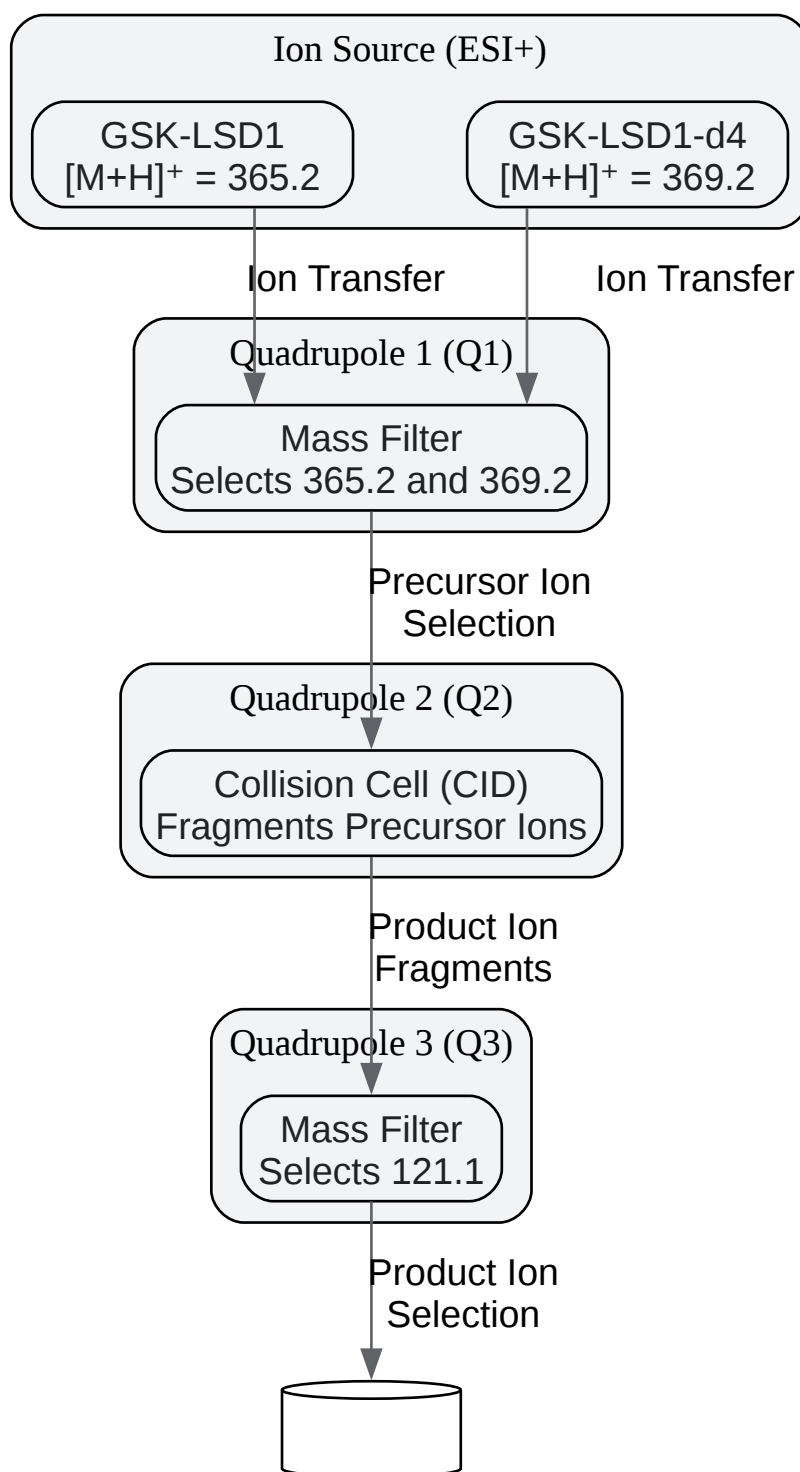 Ion Source (ESI+)
GSK-LSD1
[M+H]⁺ = 365.2
GSK-LSD1-d4
[M+H]⁺ = 369.2
Ion Transfer
Ion Transfer
Quadrupole 1 (Q1)
Mass Filter
Selects 365.2 and 369.2
Precursor Ion
Selection
Quadrupole 2 (Q2)
Collision Cell (CID)
Fragments Precursor Ions
Product Ion
Fragments
Quadrupole 3 (Q3)
Mass Filter
Selects 121.1
Product Ion
Selection